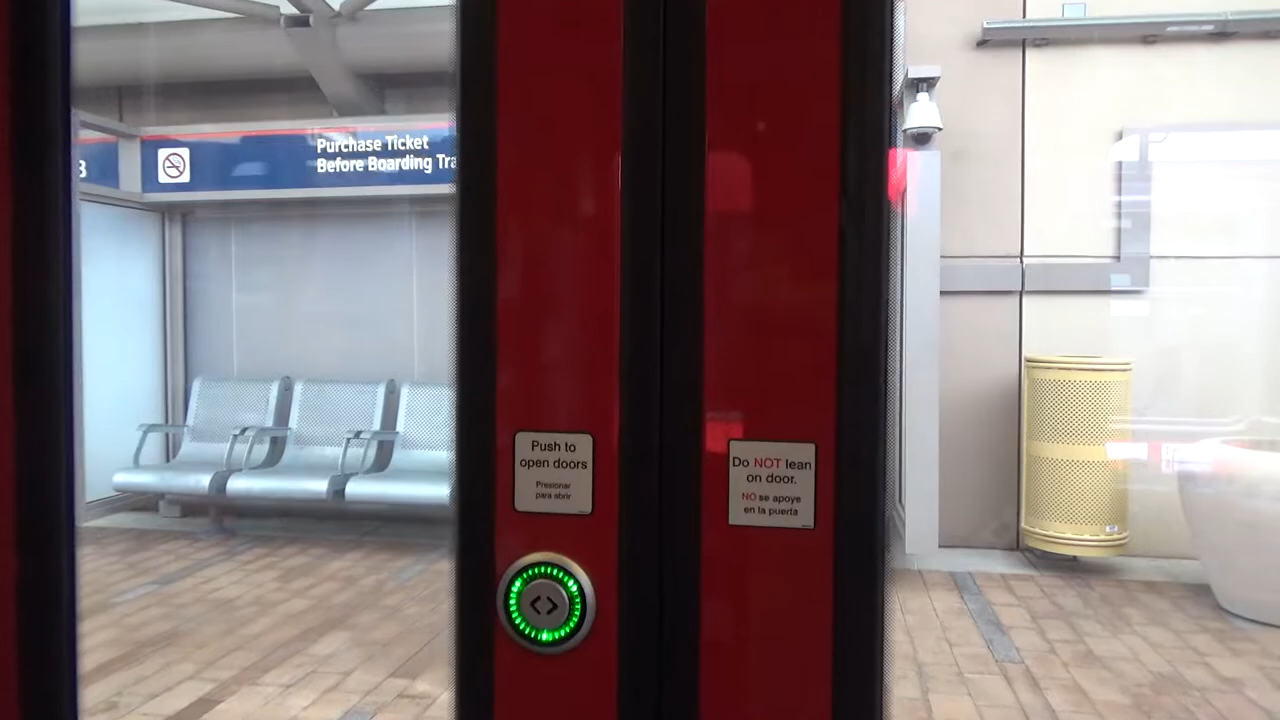 Purchase Ticket
Before Boarding Tra
Push to
open doors
Presionar
para abrir
Do NOT lean
on door.
NO se apoye
en la puerta